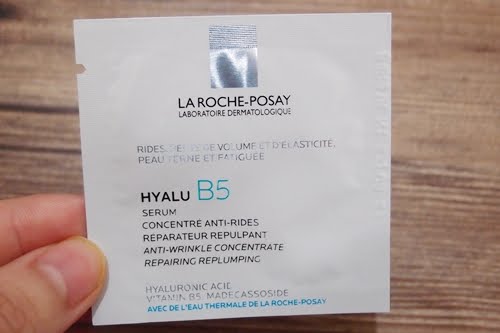 LA ROCHE-POSAY
LABORATOIRE DERMATOLOGIQUE
RIDES, PERTE DE VOLUME ET D'ÉLASTICITÉ,
PEAU TERNE ET FATIGUÉE
HYALU B5
SERUM
CONCENTRÉ ANTI-RIDES
RÉPARATEUR REPULPANT
ANTI-WRINKLE CONCENTRATE
REPAIRING REPLUMPING
HYALURONIC ACID
VITAMIN B5. MADECASSOSIDE
AVEC DE L'EAU THERMALE DE LA ROCHE-POSAY